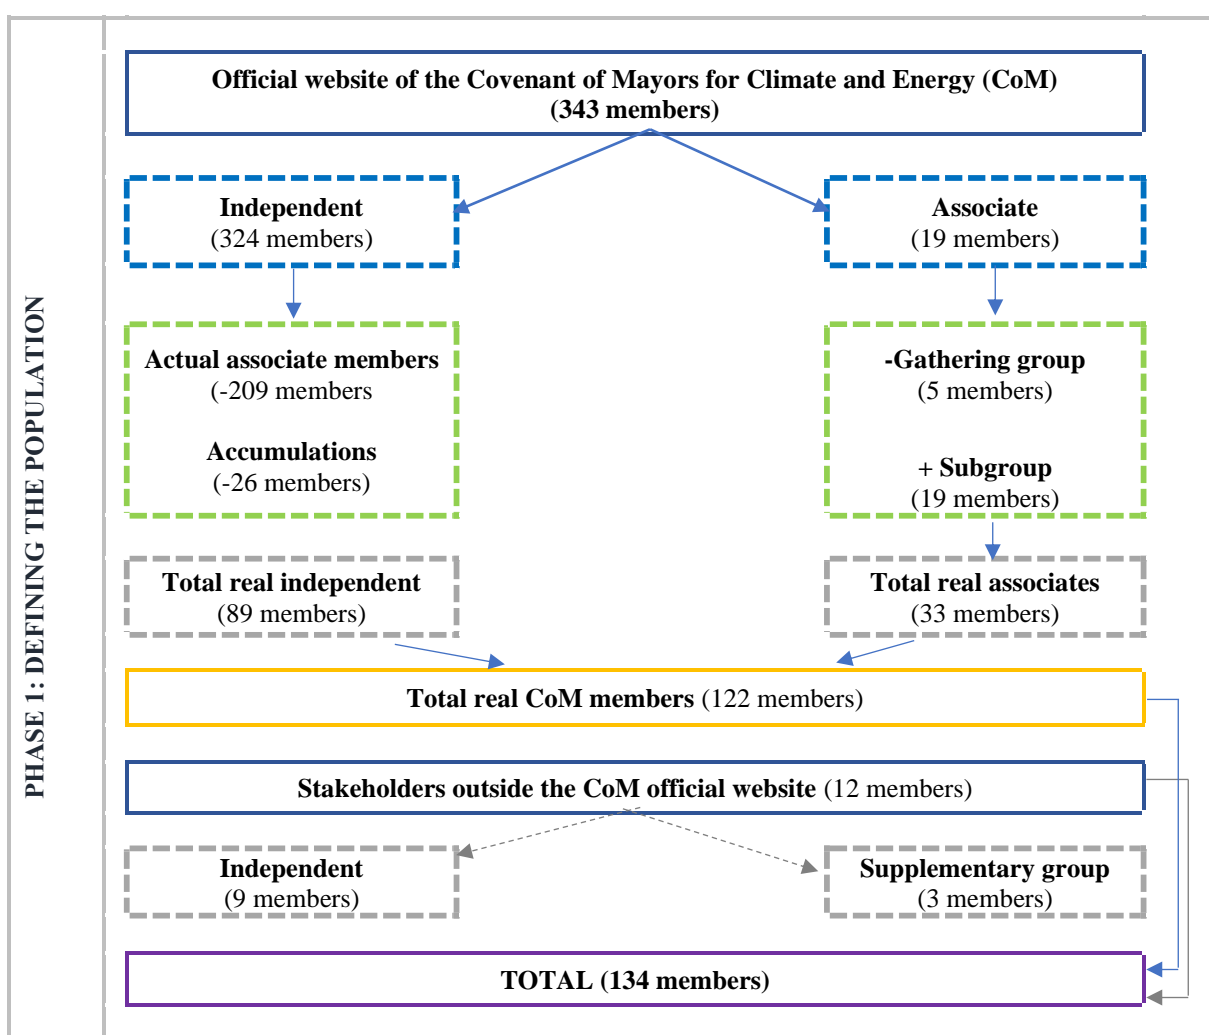 PHASE 1: DEFINING THE POPULATION
Official website of the Covenant of Mayors for Climate and Energy (CoM)
(343 members)
Independent
(324 members)
Associate
(19 members)
Actual associate members
(-209 members
Accumulations
(-26 members)
-Gathering group
(5 members)
+ Subgroup
(19 members)
Total real independent
(89 members)
Total real associates
(33 members)
Total real CoM members (122 members)
Stakeholders outside the CoM official website (12 members)
Independent
(9 members)
Supplementary group
(3 members)
TOTAL (134 members)